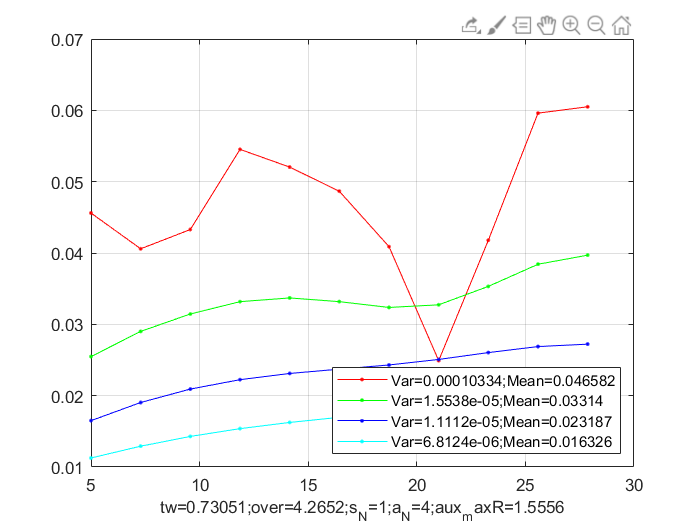 0.07
0.06
0.05
0.04
0.03
0.02
0.01
Var=0.00010334;Mean=0.046582
Var=1.5538e-05;Mean=0.03314
Var=1.1112e-05;Mean=0.023187
Var=6.8124e-06;Mean=0.016326
5 10 15 20 25 30
tw=0.73051;over=4.2652;s_N=1;a_N=4;aux_maxR=1.5556